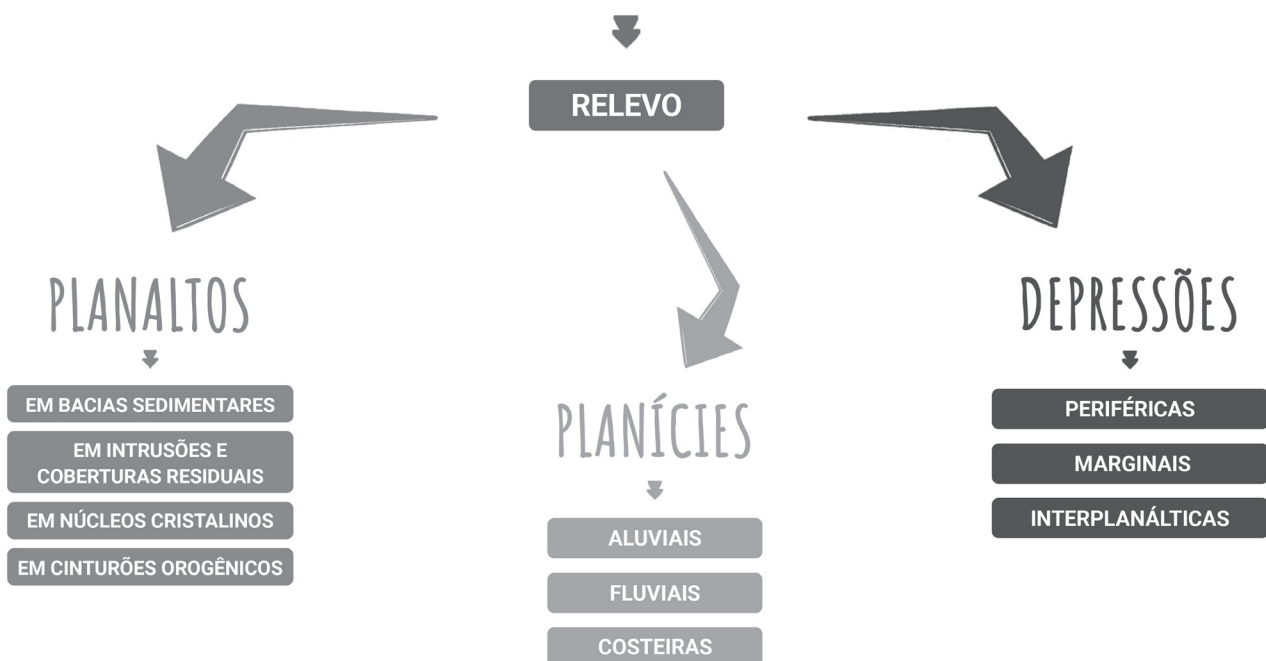 RELEVO
PLANALTOS
EM BACIAS SEDIMENTARES
EM INTRUSÕES E
COBERTURAS RESIDUAIS
EM NÚCLEOS CRISTALINOS
EM CINTURÕES OROGÊNICOS
PLANÍCIES
ALUVIAIS
FLUVIAIS
COSTEIRAS
DEPRESSÕES
PERIFÉRICAS
MARGINAIS
INTERPLANÁLTICAS